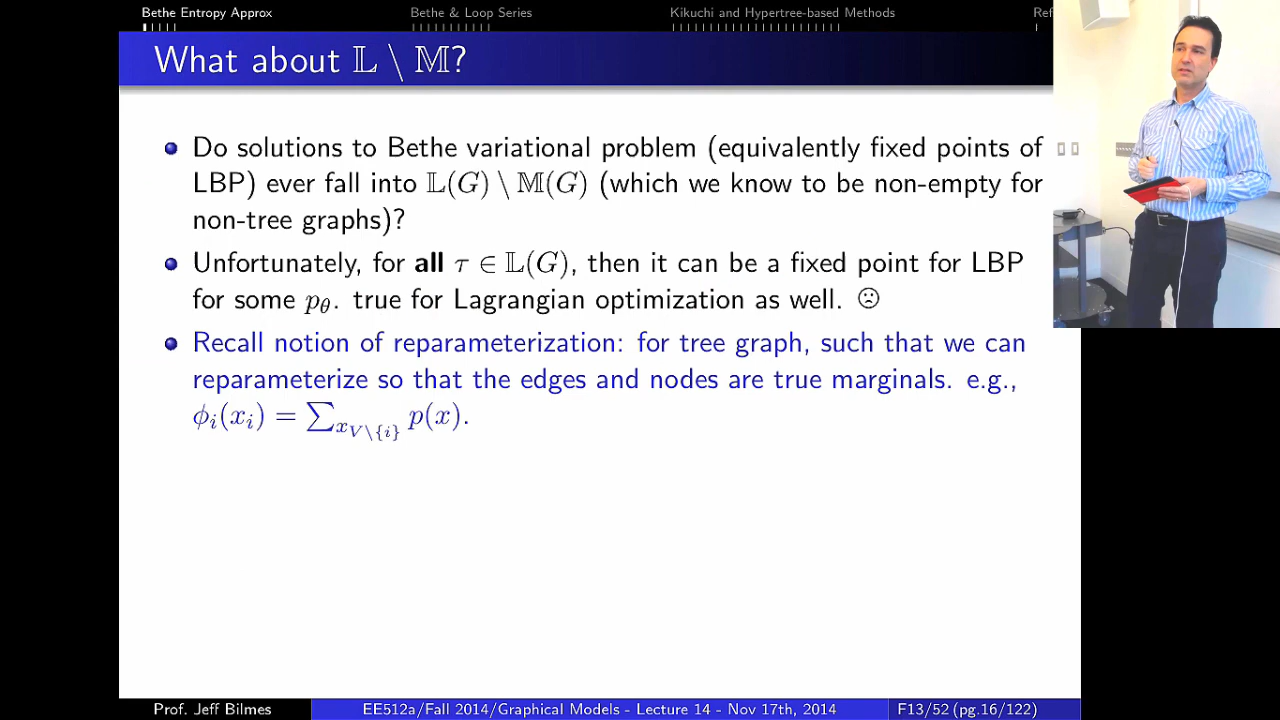 Bethe Entropy Approx Bethe & Loop Series Kikuchi and Hypertree-based Methods Ref
What about 𝕃 \ 𝕄?
Do solutions to Bethe variational problem (equivalently fixed points of
LBP) ever fall into 𝕃(G) \ 𝕄(G) (which we know to be non-empty for
non-tree graphs)?
Unfortunately, for all τ ∈ 𝕃(G), then it can be a fixed point for LBP
for some p_θ. true for Lagrangian optimization as well. ☹
Recall notion of reparameterization: for tree graph, such that we can
reparameterize so that the edges and nodes are true marginals. e.g.,
ϕ_i(x_i) = ∑_{x_{V\{i}}} p(x).
Prof. Jeff Bilmes EE512a/Fall 2014/Graphical Models - Lecture 14 - Nov 17th, 2014 F13/52 (pg.16/122)